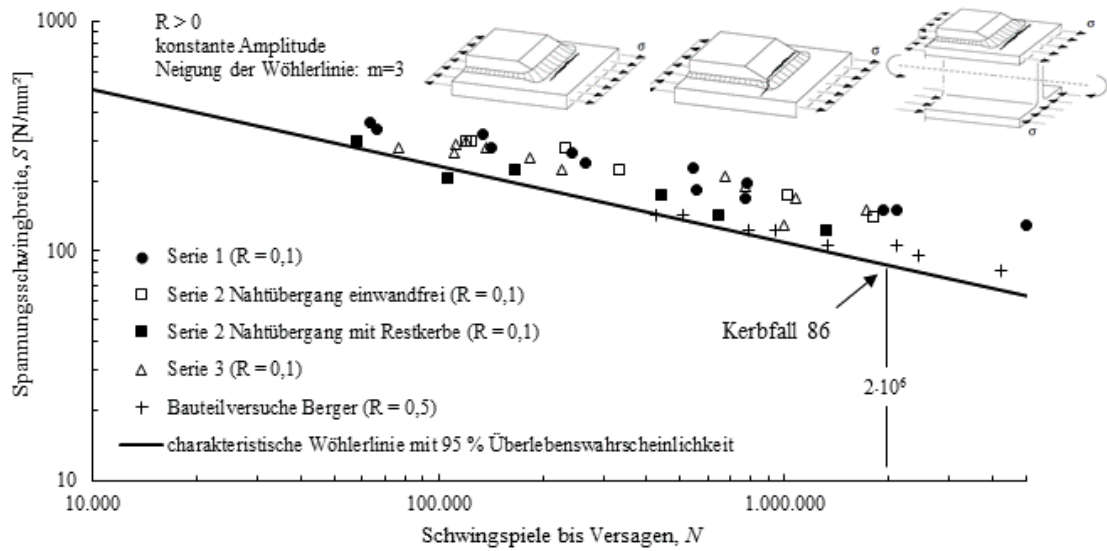 1000
100
10
Spannungsschwingbreite, S [N/mm²]
R > 0
konstante Amplitude
Neigung der Wöhlerlinie: m=3
σ
σ
σ
σ
Serie 1 (R = 0,1)
Serie 2 Nahtübergang einwandfrei (R = 0,1)
Serie 2 Nahtübergang mit Restkerbe (R = 0,1)
Serie 3 (R = 0,1)
Bauteilversuche Berger (R = 0,5)
charakteristische Wöhlerlinie mit 95 % Überlebenswahrscheinlichkeit
Kerbfall 86
2·10⁶
10.000
100.000
1.000.000
Schwingspiele bis Versagen, N